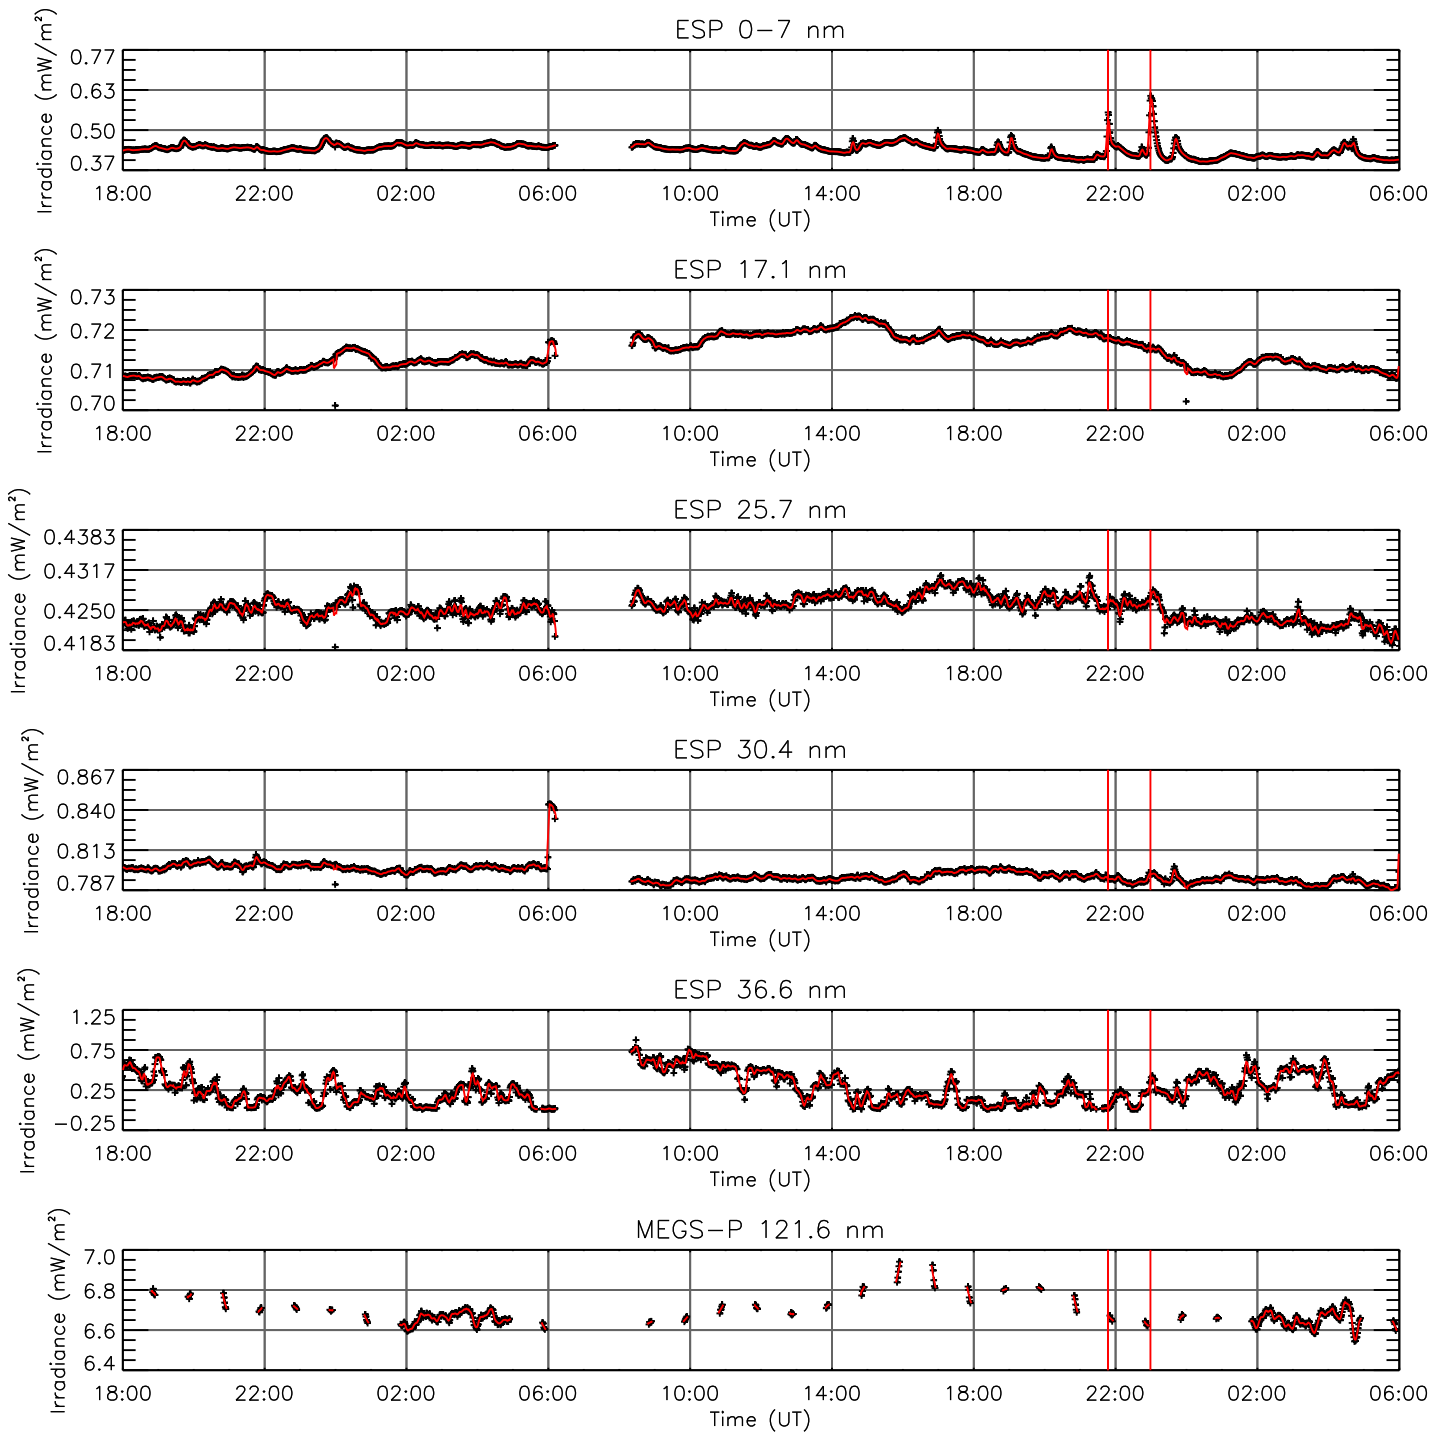 ESP 0-7 nm
Irradiance (mW/m²)
0.77
0.63
0.50
0.37
18:00 22:00 02:00 06:00 10:00 14:00 18:00 22:00 02:00 06:00
Time (UT)
ESP 17.1 nm
Irradiance (mW/m²)
0.73
0.72
0.71
0.70
18:00 22:00 02:00 06:00 10:00 14:00 18:00 22:00 02:00 06:00
Time (UT)
ESP 25.7 nm
Irradiance (mW/m²)
0.4383
0.4317
0.4250
0.4183
18:00 22:00 02:00 06:00 10:00 14:00 18:00 22:00 02:00 06:00
Time (UT)
ESP 30.4 nm
Irradiance (mW/m²)
0.867
0.840
0.813
0.787
18:00 22:00 02:00 06:00 10:00 14:00 18:00 22:00 02:00 06:00
Time (UT)
ESP 36.6 nm
Irradiance (mW/m²)
1.25
0.75
0.25
-0.25
18:00 22:00 02:00 06:00 10:00 14:00 18:00 22:00 02:00 06:00
Time (UT)
MEGS-P 121.6 nm
Irradiance (mW/m²)
7.0
6.8
6.6
6.4
18:00 22:00 02:00 06:00 10:00 14:00 18:00 22:00 02:00 06:00
Time (UT)